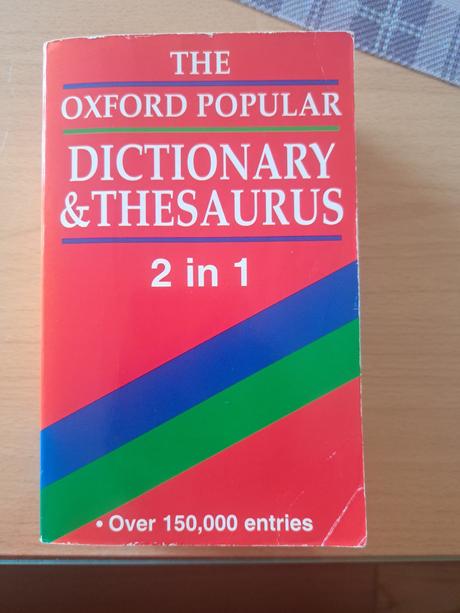 THE
OXFORD POPULAR
DICTIONARY
& THESAURUS
2 in 1
• Over 150,000 entries